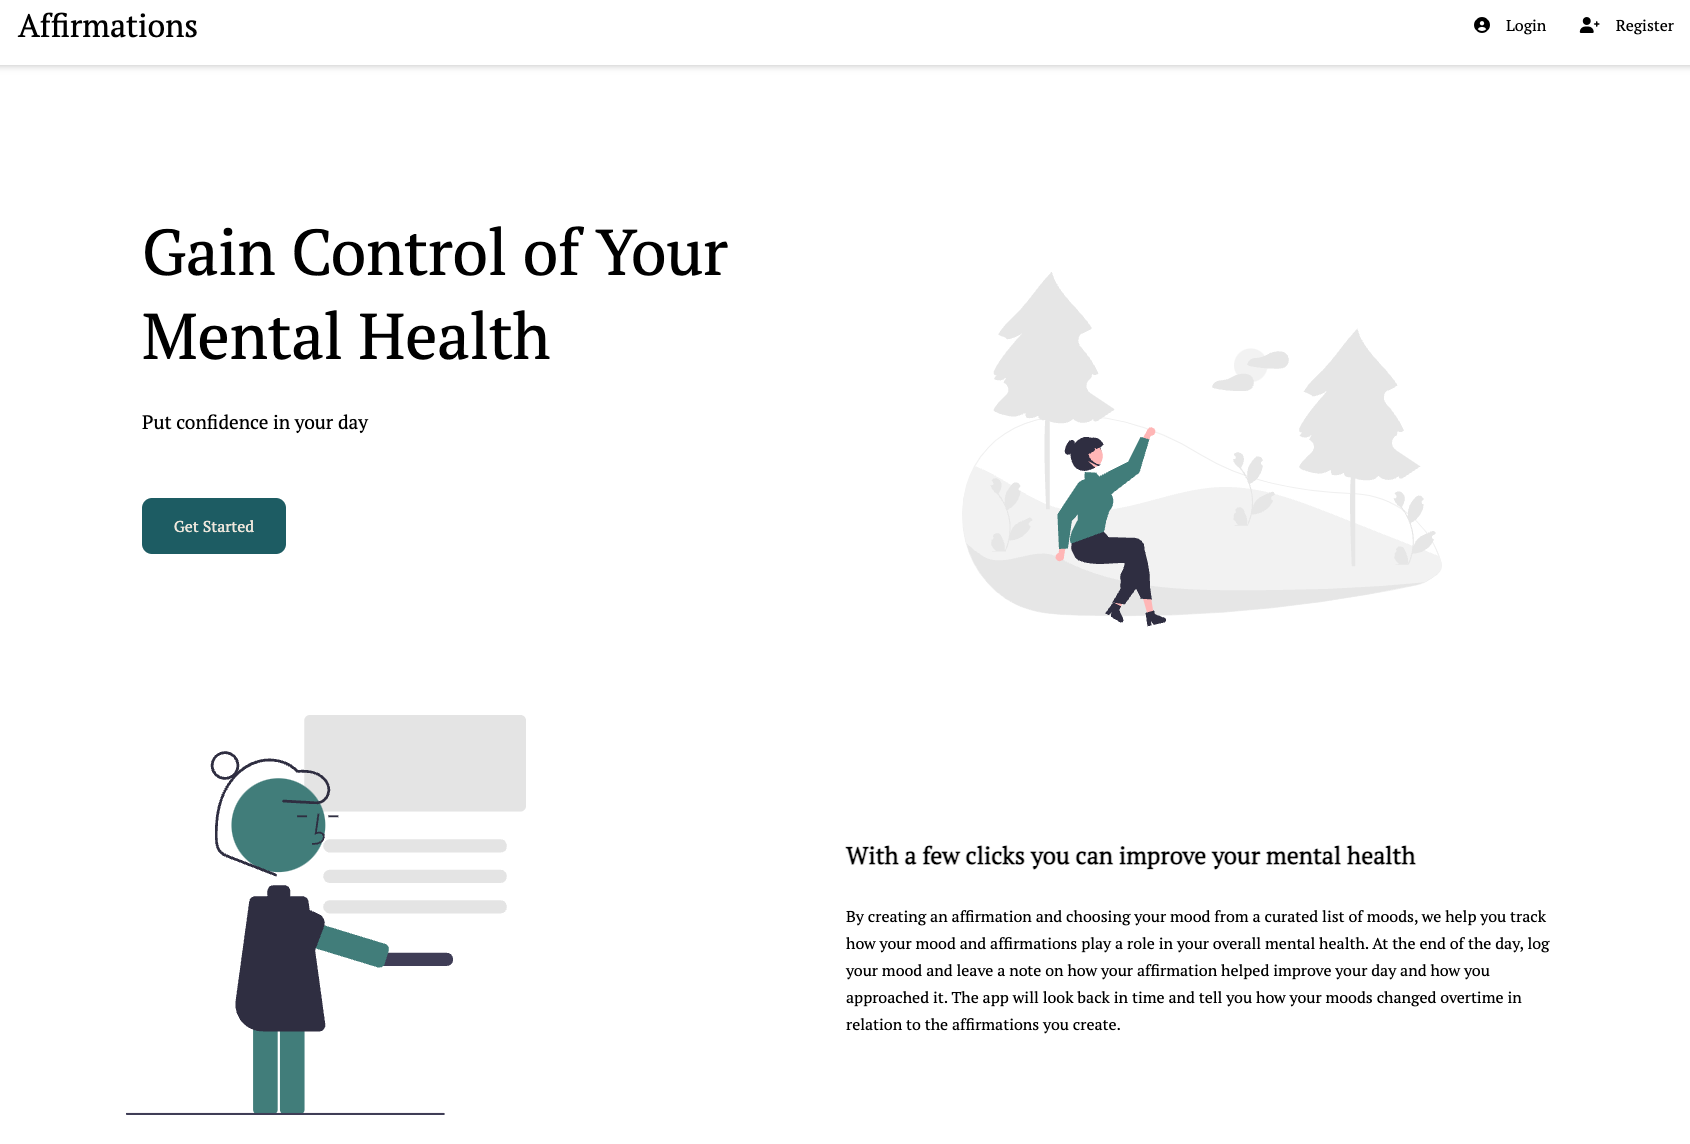 Affirmations
Login
Register
Gain Control of Your
Mental Health
Put confidence in your day
Get Started
With a few clicks you can improve your mental health
By creating an affirmation and choosing your mood from a curated list of moods, we help you track
how your mood and affirmations play a role in your overall mental health. At the end of the day, log
your mood and leave a note on how your affirmation helped improve your day and how you
approached it. The app will look back in time and tell you how your moods changed overtime in
relation to the affirmations you create.